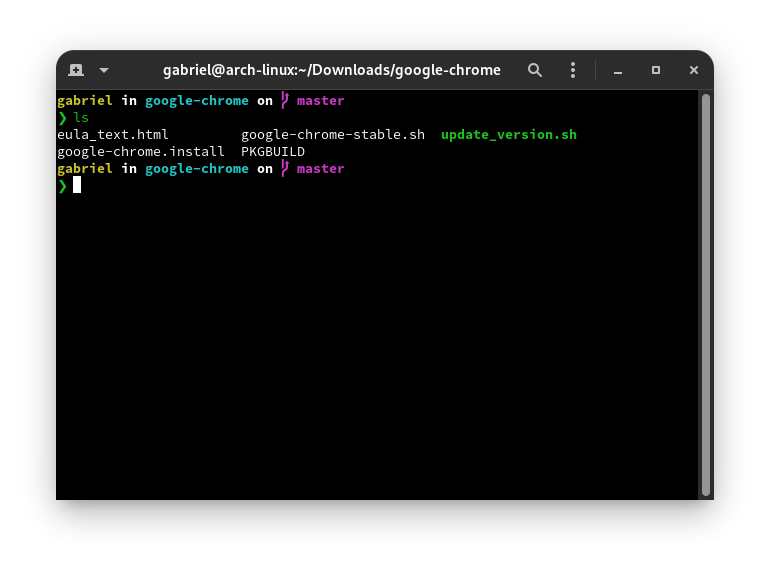 gabriel@arch-linux:~/Downloads/google-chrome
gabriel in google-chrome on  master
❯ ls
eula_text.html google-chrome-stable.sh update_version.sh
google-chrome.install PKGBUILD
gabriel in google-chrome on  master
❯